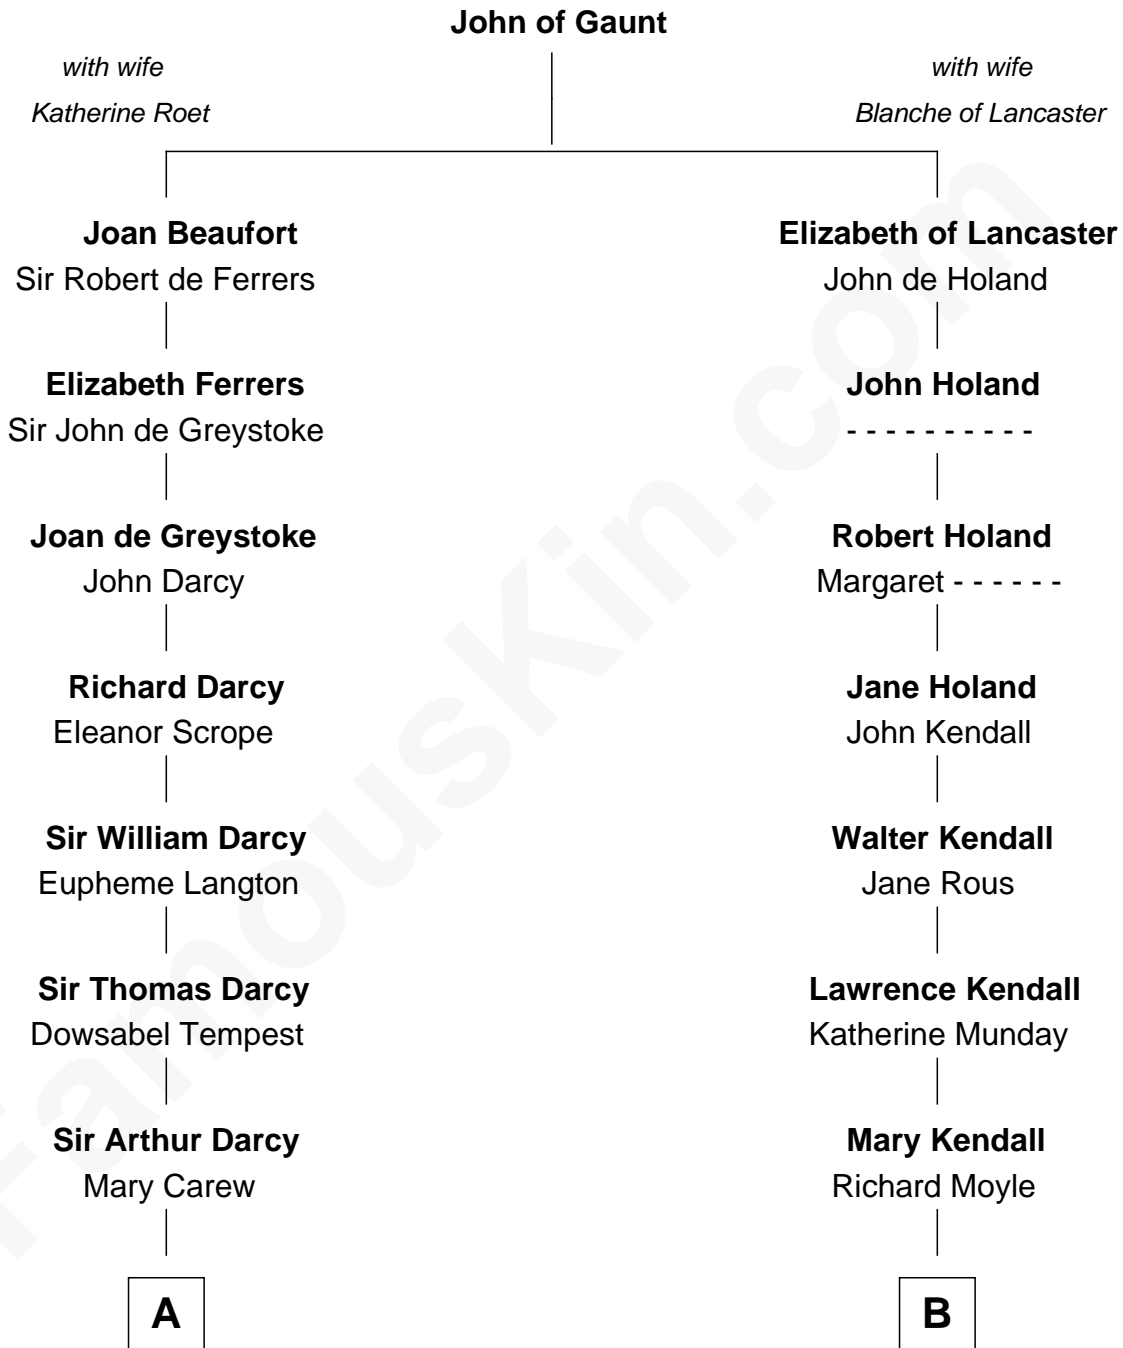 John of Gaunt
with wife
Katherine Roet
with wife
Blanche of Lancaster
Joan Beaufort
Sir Robert de Ferrers
Elizabeth of Lancaster
John de Holand
Elizabeth Ferrers
Sir John de Greystoke
John Holand
- - - - - - - - - -
Joan de Greystoke
John Darcy
Robert Holand
Margaret - - - - - -
Richard Darcy
Eleanor Scrope
Jane Holand
John Kendall
Sir William Darcy
Eupheme Langton
Walter Kendall
Jane Rous
Sir Thomas Darcy
Dowsabel Tempest
Lawrence Kendall
Katherine Munday
Sir Arthur Darcy
Mary Carew
Mary Kendall
Richard Moyle
A
B
FamousKin.com